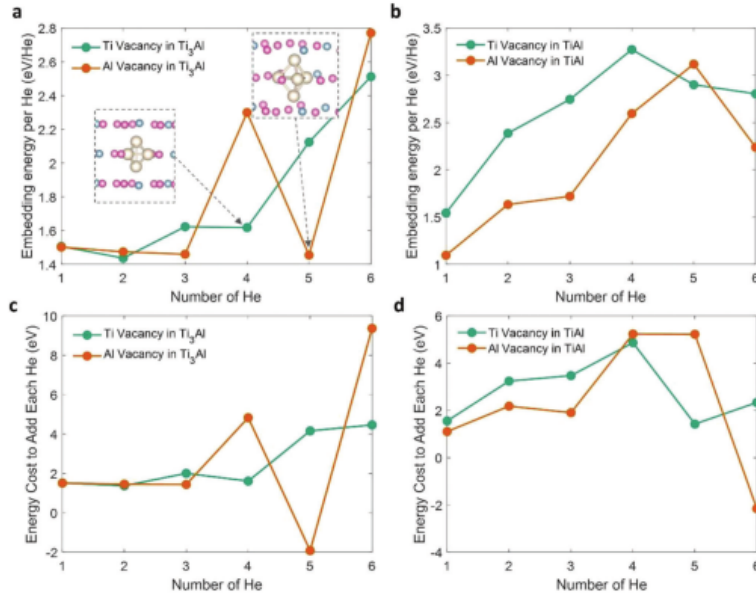 a
2.8
2.6
2.4
2.2
2
1.8
1.6
1.4
1 2 3 4 5 6
Number of He
Embedding energy per He (eV/He)
Ti Vacancy in Ti₃Al
Al Vacancy in Ti₃Al
b
3.5
3
2.5
2
1.5
1
1 2 3 4 5 6
Number of He
Embedding energy per He (eV/He)
Ti Vacancy in TiAl
Al Vacancy in TiAl
c
10
8
6
4
2
0
-2
1 2 3 4 5 6
Number of He
Energy Cost to Add Each He (eV)
Ti Vacancy in Ti₃Al
Al Vacancy in Ti₃Al
d
6
4
2
0
-2
-4
1 2 3 4 5 6
Number of He
Energy Cost to Add Each He (eV)
Ti Vacancy in TiAl
Al Vacancy in TiAl